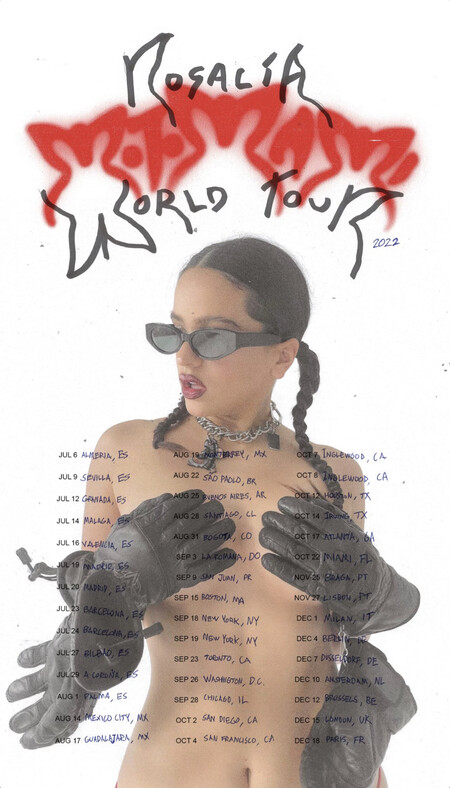 ROSALÍA
MOTOMAMI
WORLD TOUR
2022
JUL 6 ALMERIA, ES
JUL 9 SEVILLA, ES
JUL 12 GRANADA, ES
JUL 14 MALAGA, ES
JUL 16 VALENCIA, ES
JUL 19 MADRID, ES
JUL 20 MADRID, ES
JUL 23 BARCELONA, ES
JUL 24 BARCELONA, ES
JUL 27 BILBAO, ES
JUL 29 A CORUÑA, ES
AUG 1 PALMA, ES
AUG 14 MEXICO CITY, MX
AUG 17 GUADALAJARA, MX
AUG 19 MONTERREY, MX
AUG 22 SAO PAOLO, BR
AUG 25 BUENOS AIRES, AR
AUG 28 SANTIAGO, CL
AUG 31 BOGOTA, CO
SEP 3 LA ROMANA, DO
SEP 9 SAN JUAN, PR
SEP 15 BOSTON, MA
SEP 18 NEW YORK, NY
SEP 19 NEW YORK, NY
SEP 23 TORONTO, CA
SEP 26 WASHINGTON, D.C.
SEP 28 CHICAGO, IL
OCT 2 SAN DIEGO, CA
OCT 4 SAN FRANCISCO, CA
OCT 7 INGLEWOOD, CA
OCT 8 INGLEWOOD, CA
OCT 12 HOUSTON, TX
OCT 14 IRVING, TX
OCT 17 ATLANTA, GA
OCT 22 MIAMI, FL
NOV 25 BRAGA, PT
NOV 27 LISBON, PT
DEC 1 MILAN, IT
DEC 4 BERLIN, DE
DEC 7 DISSELDORF, DE
DEC 10 AMSTERDAM, NL
DEC 12 BRUSSELS, BE
DEC 15 LONDON, UK
DEC 18 PARIS, FR